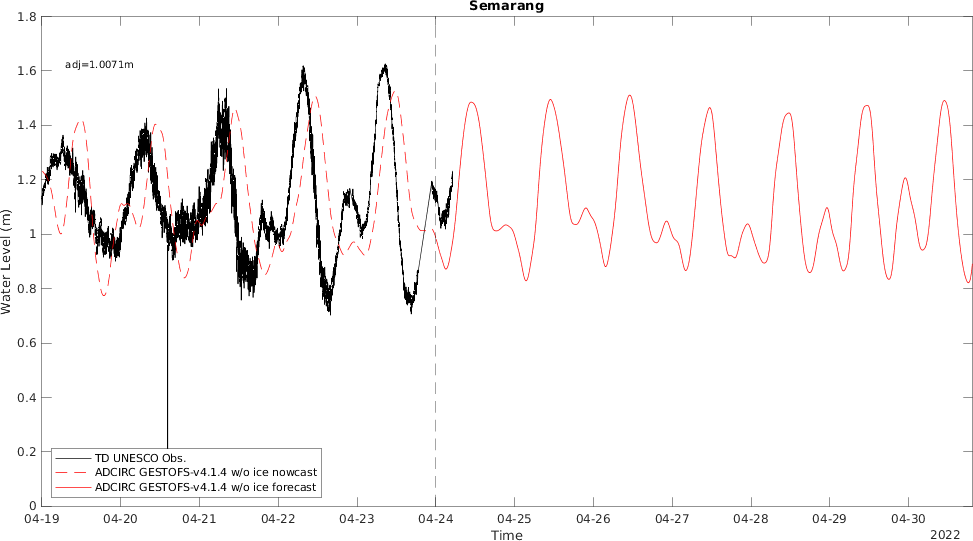 Semarang
1.8
1.6
1.4
1.2
1
0.8
0.6
0.4
0.2
0
Water Level (m)
adj=1.0071m
TD UNESCO Obs.
ADCIRC GESTOFS-v4.1.4 w/o ice nowcast
ADCIRC GESTOFS-v4.1.4 w/o ice forecast
04-19 04-20 04-21 04-22 04-23 04-24 04-25 04-26 04-27 04-28 04-29 04-30
Time
2022